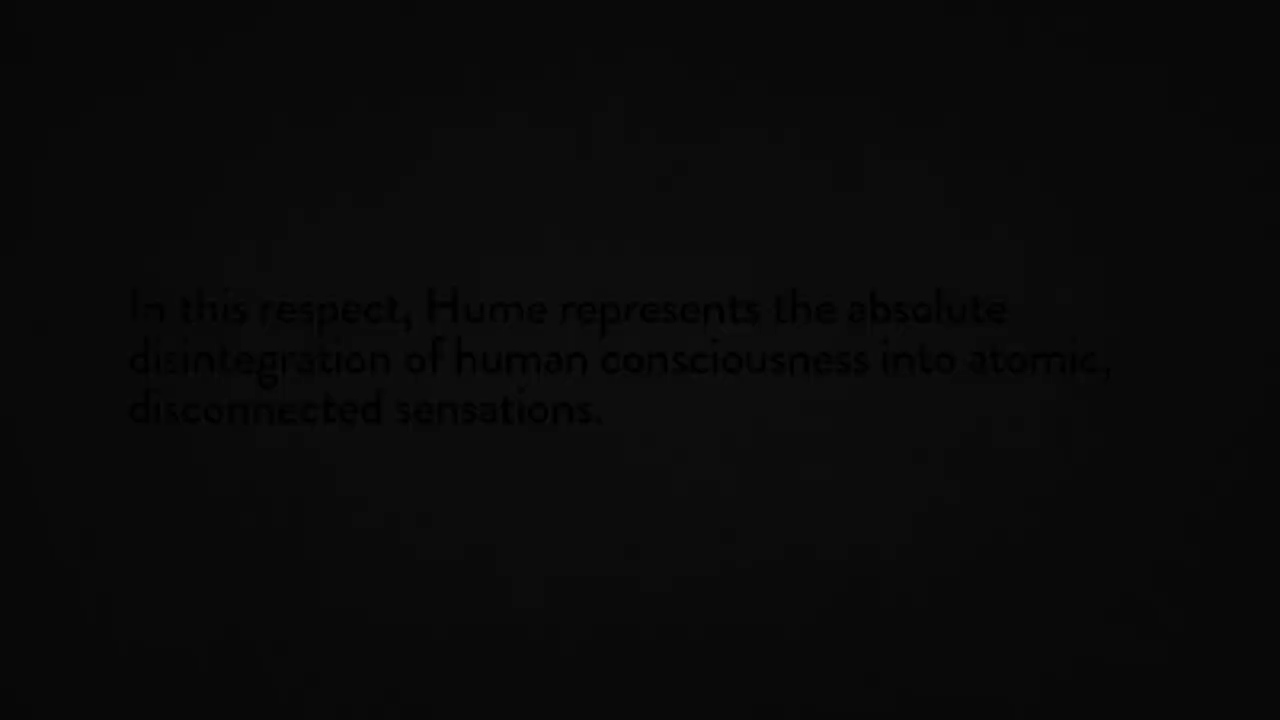 In this respect, Hume represents the absolute
disintegration of human consciousness into atomic,
disconnected sensations.